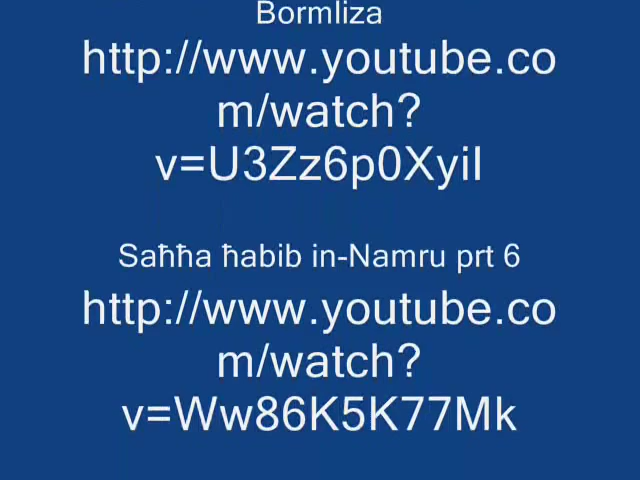 Bormliza
http://www.youtube.co
m/watch?
v=U3Zz6p0XyiI
Saħħa ħabib in-Namru prt 6
http://www.youtube.co
m/watch?
v=Ww86K5K77Mk